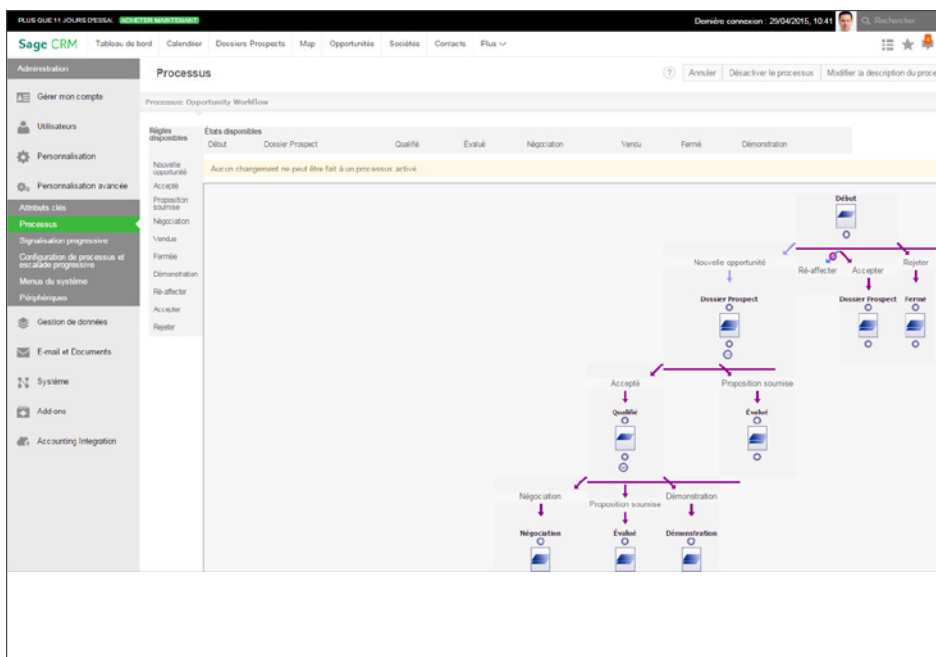 PLUS QUE 11 JOURS D'ESSAI. ACHETER MAINTENANT
Dernière connexion : 29/04/2015, 10:41
Rechercher
Sage CRM
Tableau de bord Calendrier Dossiers Prospects Map Opportunités Sociétés Contacts Plus
Administration
Gérer mon compte
Utilisateurs
Personnalisation
Personnalisation avancée
Attributs clés
Processus
Signalisation progressive
Configuration de processus et
escalade progressive
Menus du système
Périphériques
Gestion de données
E-mail et Documents
Système
Add-ons
Accounting Integration
Processus
? Annuler Désactiver le processus Modifier la description du proce
Processus: Opportunity Workflow
Règles
disponibles
Nouvelle
opportunité
Accepté
Proposition
soumise
Négociation
Vendue
Fermée
Démonstration
Ré-affecter
Accepter
Rejeter
États disponibles
Début Dossier Prospect Qualifié Évalué Négociation Vendu Fermé Démonstration
Aucun changement ne peut être fait à un processus activé
Début
Nouvelle opportunité Ré-affecter Accepter Rejeter
Dossier Prospect Dossier Prospect Fermé
Accepté Proposition soumise
Qualifié Évalué
Négociation Proposition soumise Démonstration
Négociation Évalué Démonstration